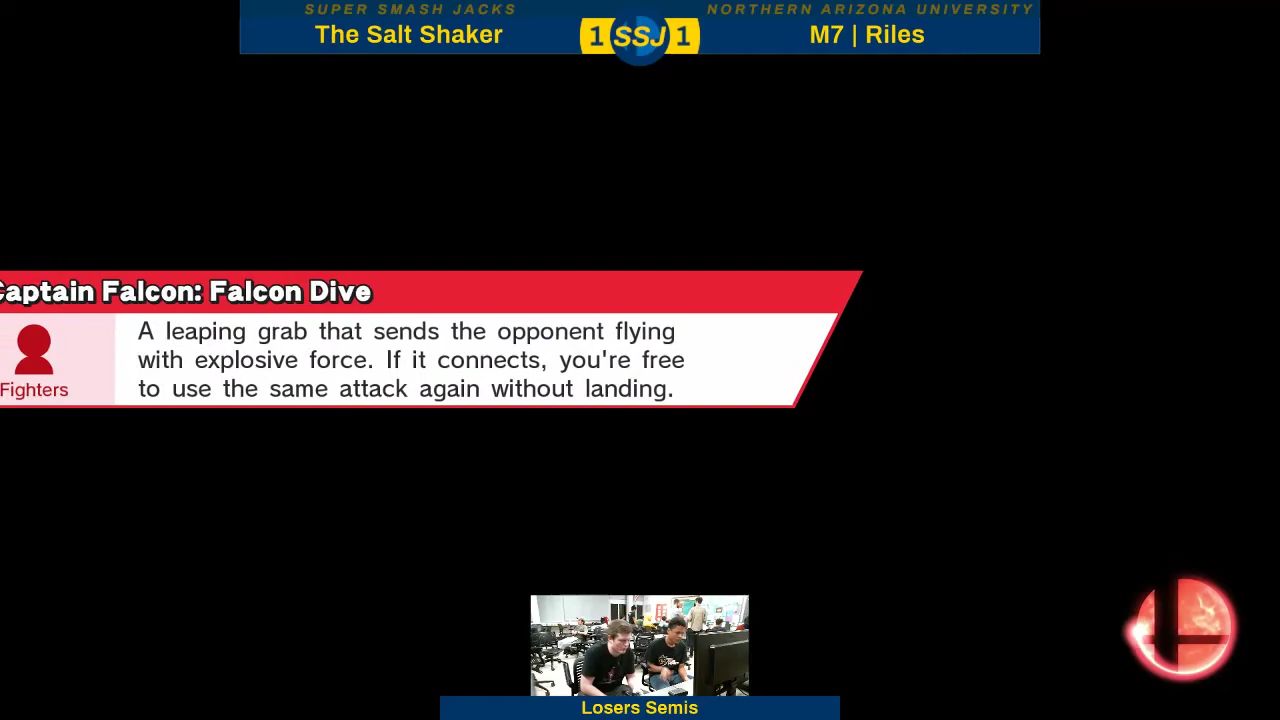 SUPER SMASH JACKS
NORTHERN ARIZONA UNIVERSITY
The Salt Shaker
1
SSJ
1
M7 | Riles
Captain Falcon: Falcon Dive
A leaping grab that sends the opponent flying
with explosive force. If it connects, you're free
to use the same attack again without landing.
Fighters
Losers Semis